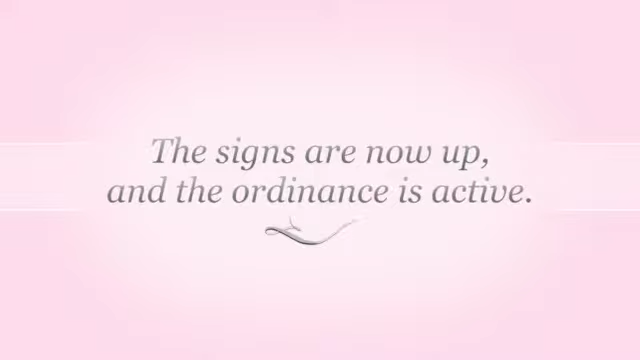 The signs are now up,
and the ordinance is active.